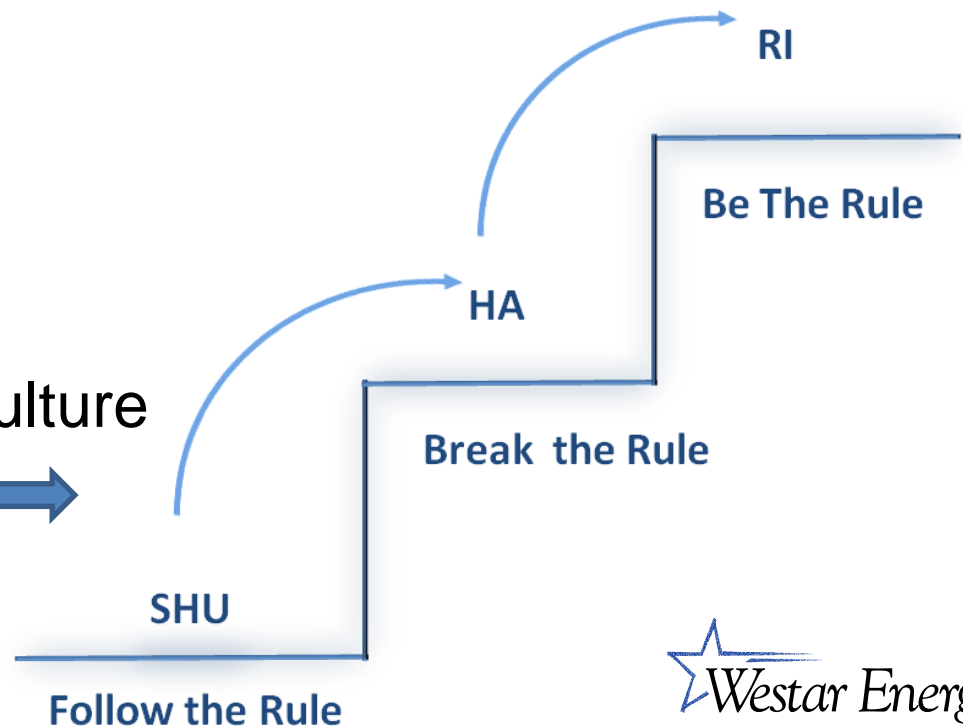 RI
Be The Rule
HA
ulture
Break the Rule
SHU
Follow the Rule
Westar Energ